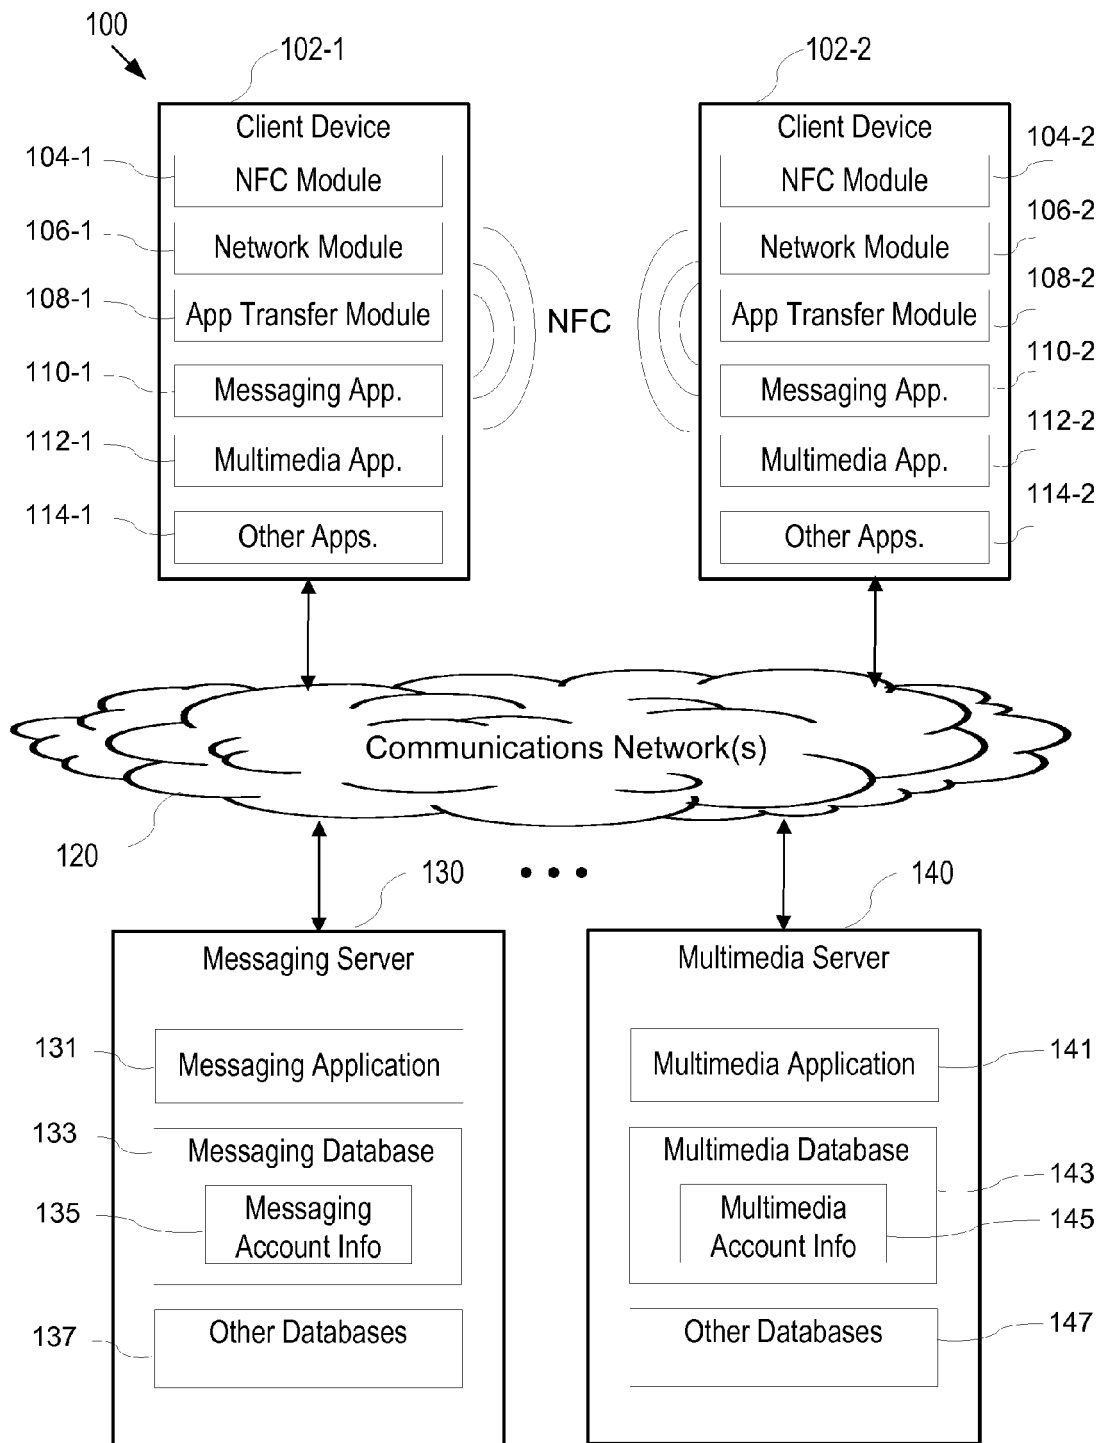 100
102-1
102-2
Client Device
Client Device
104-1
NFC Module
NFC Module
104-2
106-1
Network Module
Network Module
106-2
108-1
App Transfer Module
NFC
App Transfer Module
108-2
110-1
Messaging App.
Messaging App.
110-2
112-1
Multimedia App.
Multimedia App.
112-2
114-1
Other Apps.
Other Apps.
114-2
Communications Network(s)
120
130
• • •
140
Messaging Server
Multimedia Server
131
Messaging Application
Multimedia Application
141
133
Messaging Database
Multimedia Database
143
135
Messaging
Account Info
Multimedia
Account Info
145
137
Other Databases
Other Databases
147